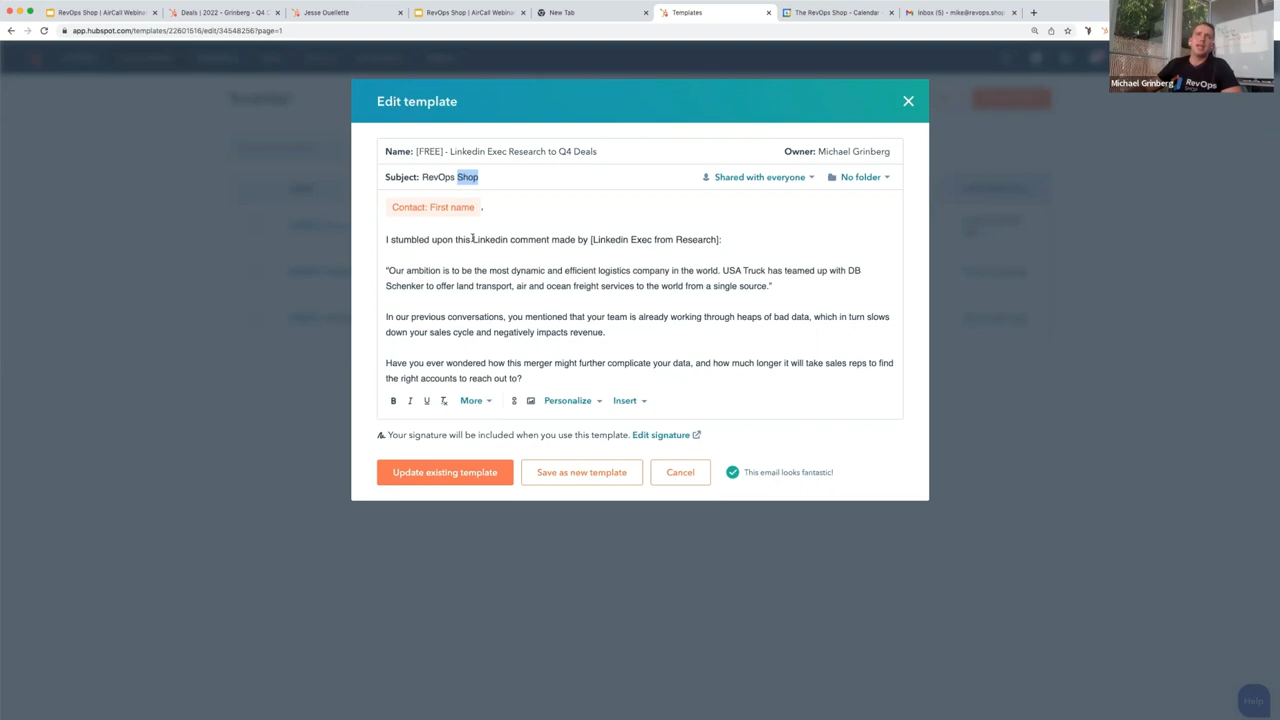 RevOps Shop | AirCall Webina
Deals | 2022 - Grinberg - Q4
Jesse Ouellette
RevOps Shop | AirCall Webina
New Tab
Templates
The RevOps Shop - Calendar
Inbox (5) - mike@revops.shop
app.hubspot.com/templates/22601516/edit/34548256?page=1
Michael Grinberg
RevOps
Edit template
Name: [FREE] - Linkedin Exec Research to Q4 Deals
Owner: Michael Grinberg
Subject: RevOps Shop
Shared with everyone
No folder
Contact: First name ,
I stumbled upon this Linkedin comment made by [Linkedin Exec from Research]:
"Our ambition is to be the most dynamic and efficient logistics company in the world. USA Truck has teamed up with DB
Schenker to offer land transport, air and ocean freight services to the world from a single source."
In our previous conversations, you mentioned that your team is already working through heaps of bad data, which in turn slows
down your sales cycle and negatively impacts revenue.
Have you ever wondered how this merger might further complicate your data, and how much longer it will take sales reps to find
the right accounts to reach out to?
B I U Tx More Personalize Insert
Your signature will be included when you use this template. Edit signature
Update existing template
Save as new template
Cancel
This email looks fantastic!
Help